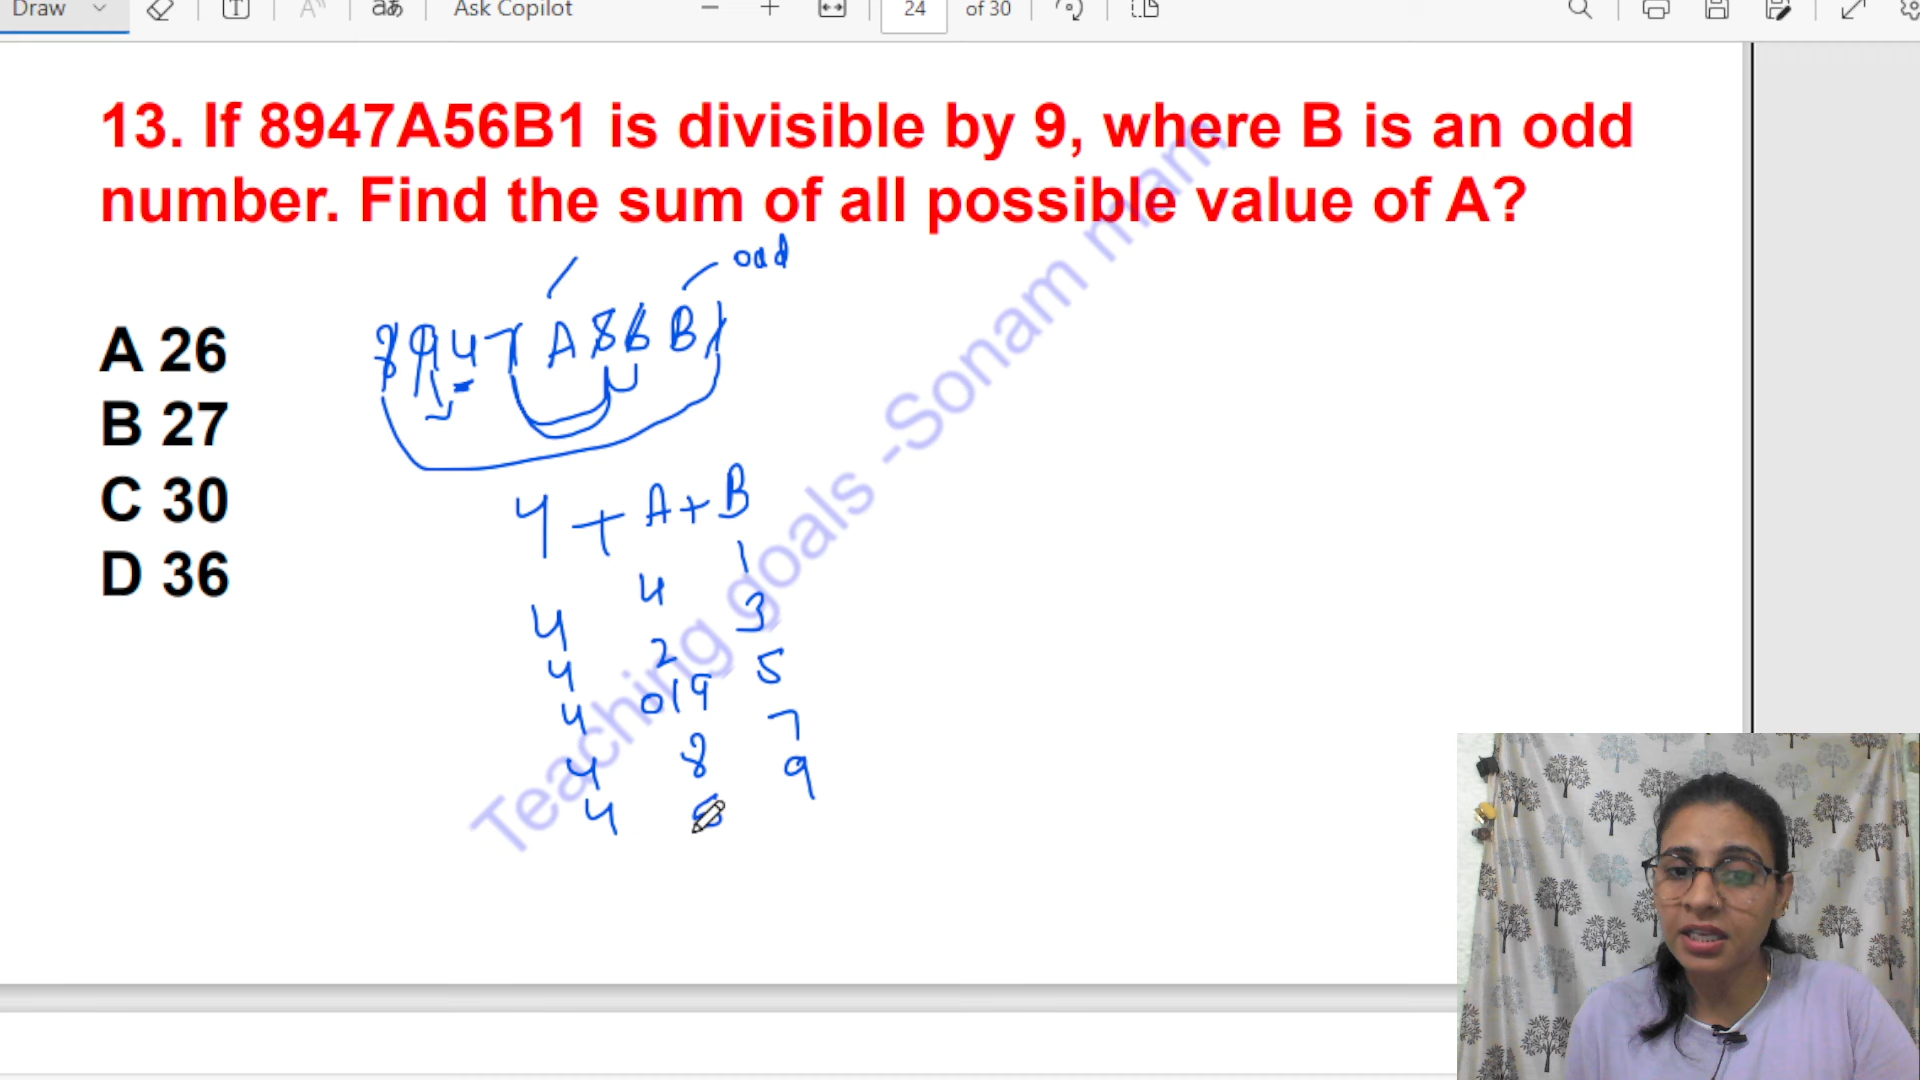 Draw Ask Copilot 24 of 30
13. If 8947A56B1 is divisible by 9, where B is an odd
number. Find the sum of all possible value of A?
odd
8947A56B1
A 26
B 27
C 30
D 36
4 + A + B
1
4
4 3
2
4 5
4 0/9
7
4 8
9
4
Teaching goals -Sonam mam